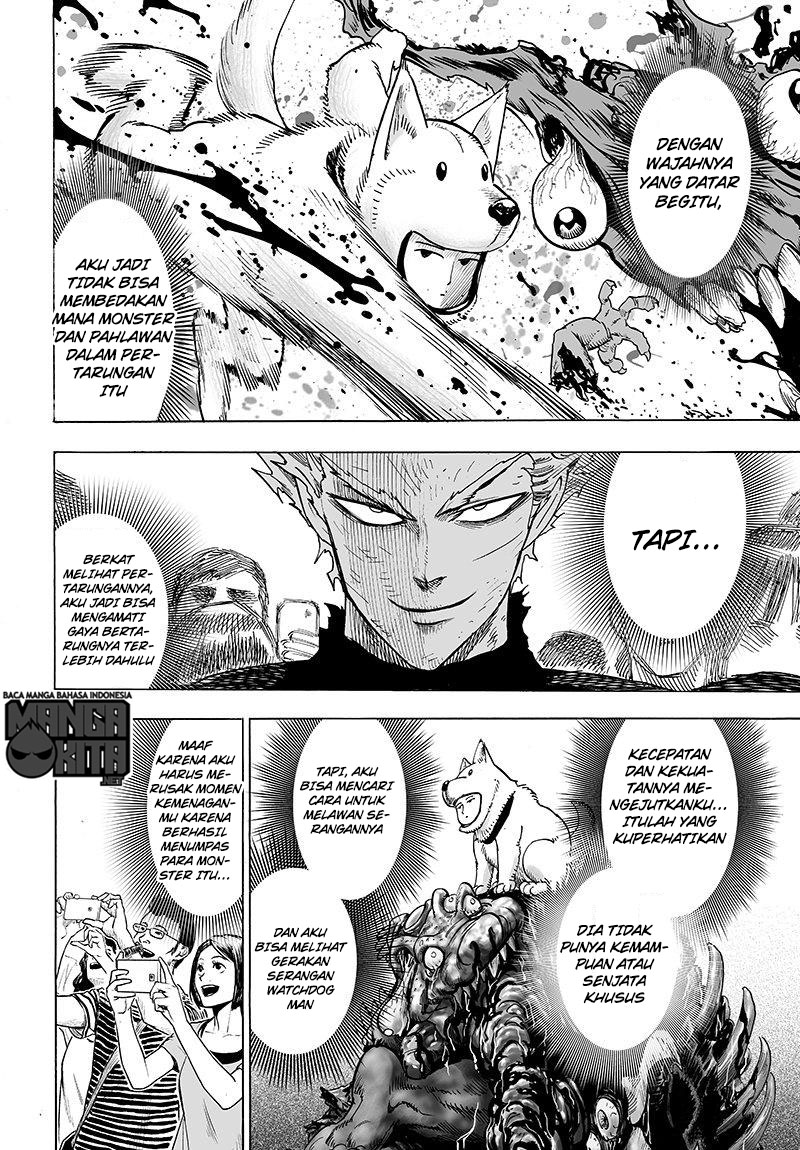 DENGAN
WAJAHNYA
YANG DATAR
BEGITU,
AKU JADI
TIDAK BISA
MEMBEDAKAN
MANA MONSTER
DAN PAHLAWAN
DALAM PER-
TARUNGAN
ITU
TAPI...
BERKAT
MELIHAT PER-
TARUNGANNYA,
AKU JADI BISA
MENGAMATI
GAYA BERTA-
RUNGNYA TER-
LEBIH DAHULU
BACA MANGA BAHASA INDONESIA
MANGA
KITA
.NET
KECEPATAN
DAN KEKUA-
TANNYA ME-
NGEJUTKANKU...
ITULAH YANG
KUPERHATIKAN
DIA TIDAK
PUNYA KEMAM-
PUAN ATAU
SENJATA
KHUSUS
TAPI, AKU
BISA MENCARI
CARA UNTUK
MELAWAN SE-
RANGANNYA
DAN AKU
BISA MELIHAT
GERAKAN
SERANGAN
WATCHDOG
MAN
MAAF
KARENA AKU
HARUS ME-
RUSAK MOMEN
KEMENAGAN-
MU KARENA
BERHASIL
MENUMPAS
PARA MON-
STER ITU...